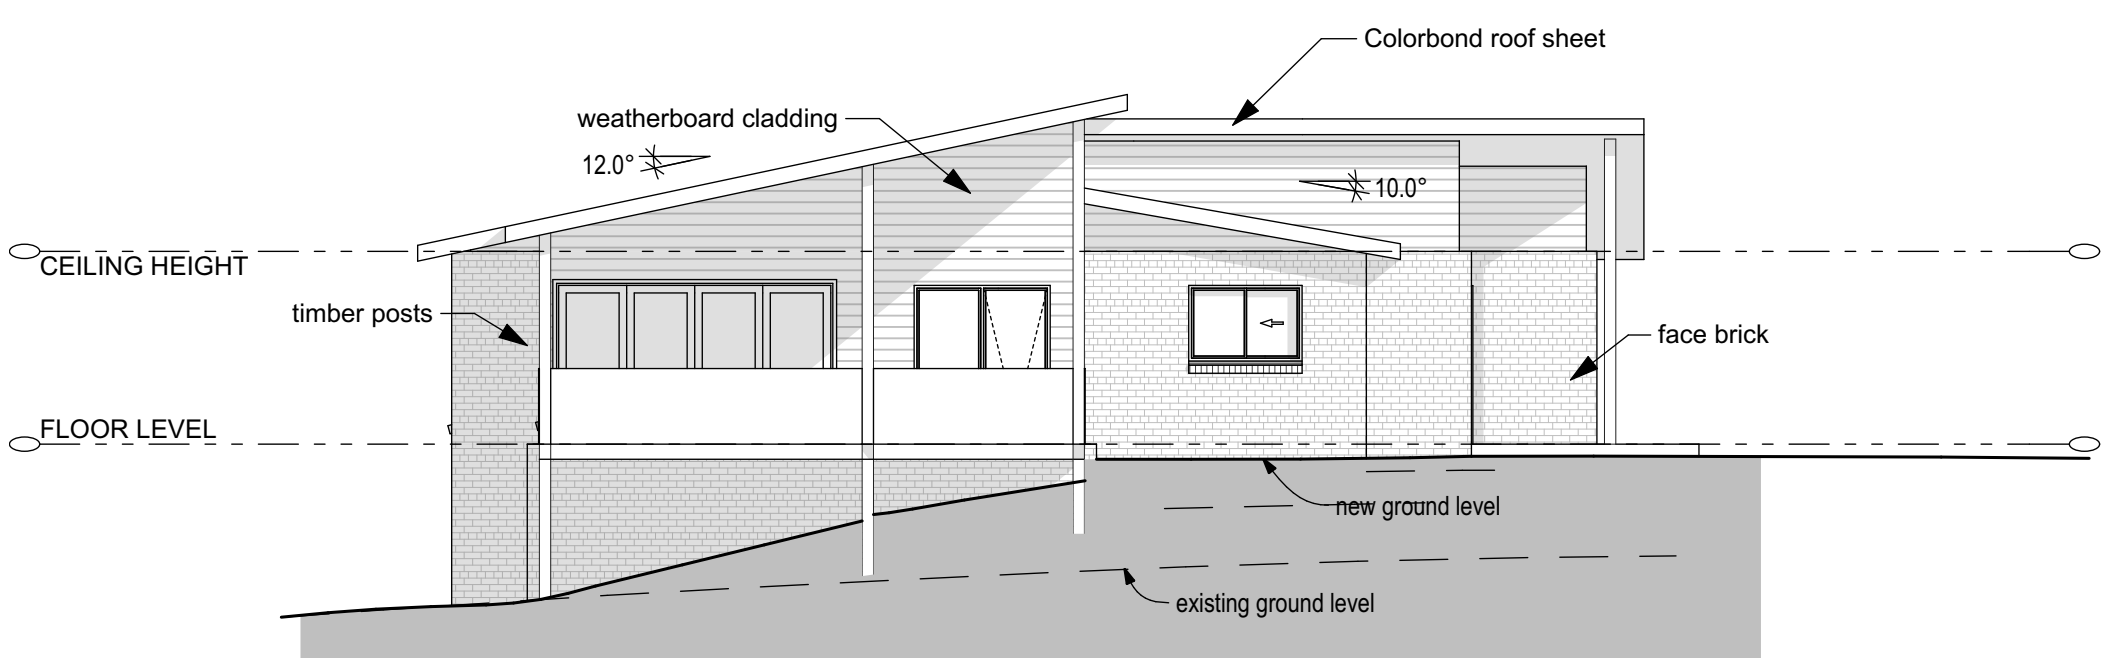 Colorbond roof sheet
weatherboard cladding
12.0°
10.0°
CEILING HEIGHT
timber posts
face brick
FLOOR LEVEL
new ground level
existing ground level